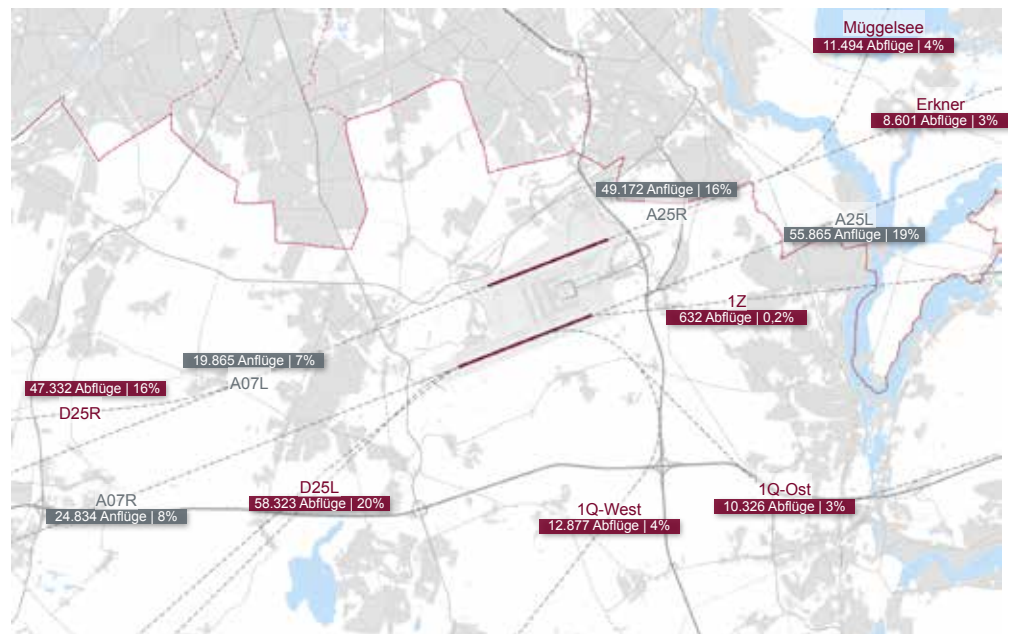 Müggelsee
11.494 Abflüge | 4%
Erkner
8.601 Abflüge | 3%
49.172 Anflüge | 16%
A25R
A25L
55.865 Anflüge | 19%
1Z
632 Abflüge | 0,2%
19.865 Anflüge | 7%
A07L
47.332 Abflüge | 16%
D25R
D25L
58.323 Abflüge | 20%
A07R
24.834 Anflüge | 8%
1Q-West
12.877 Abflüge | 4%
1Q-Ost
10.326 Abflüge | 3%